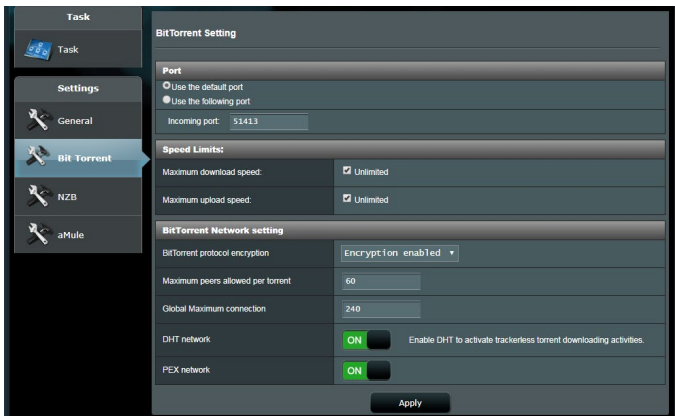 Task
Task
Settings
General
Bit Torrent
NZB
aMule
BitTorrent Setting
Port
Use the default port
Use the following port
Incoming port: 51413
Speed Limits:
Maximum download speed: Unlimited
Maximum upload speed: Unlimited
BitTorrent Network setting
BitTorrent protocol encryption Encryption enabled
Maximum peers allowed per torrent 60
Global Maximum connection 240
DHT network ON Enable DHT to activate trackerless torrent downloading activities.
PEX network ON
Apply